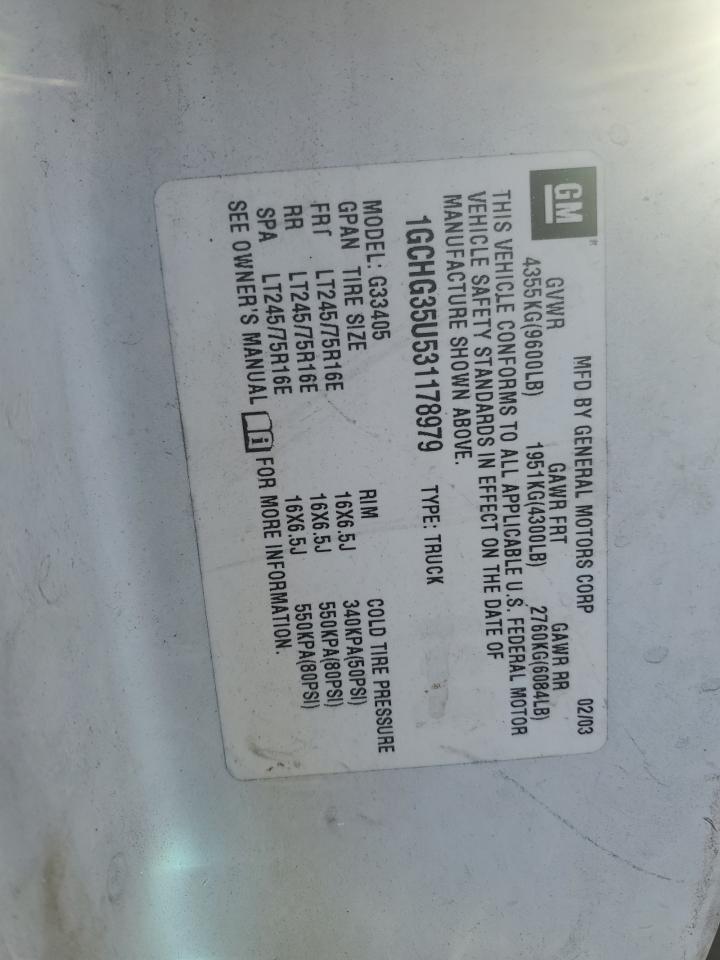 GM®
MFD BY GENERAL MOTORS CORP 02/03
GVWR GAWR FRT GAWR RR
4355KG(9600LB) 1951KG(4300LB) 2760KG(6084LB)
THIS VEHICLE CONFORMS TO ALL APPLICABLE U.S. FEDERAL MOTOR
VEHICLE SAFETY STANDARDS IN EFFECT ON THE DATE OF
MANUFACTURE SHOWN ABOVE.
1GCHG35U531178979 TYPE: TRUCK
MODEL: G33405
GPAN TIRE SIZE RIM COLD TIRE PRESSURE
FRT LT245/75R16E 16X6.5J 340KPA(50PSI)
RR LT245/75R16E 16X6.5J 550KPA(80PSI)
SPA LT245/75R16E 16X6.5J 550KPA(80PSI)
SEE OWNER'S MANUAL FOR MORE INFORMATION.